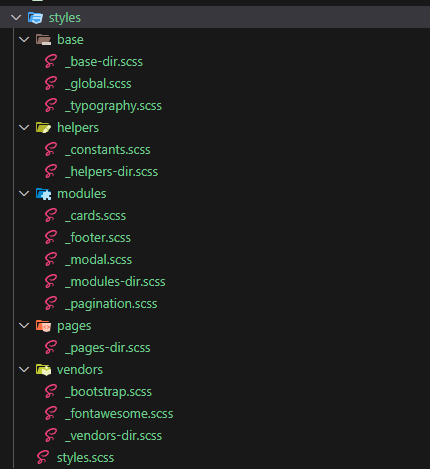 styles
base
_base-dir.scss
_global.scss
_typography.scss
helpers
_constants.scss
_helpers-dir.scss
modules
_cards.scss
_footer.scss
_modal.scss
_modules-dir.scss
_pagination.scss
pages
_pages-dir.scss
vendors
_bootstrap.scss
_fontawesome.scss
_vendors-dir.scss
styles.scss